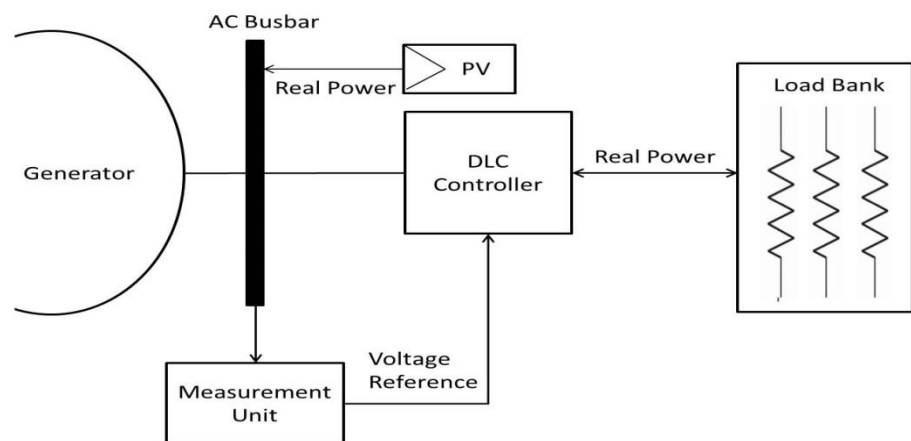 AC Busbar
Real Power
PV
Load Bank
Generator
DLC
Controller
Real Power
Voltage
Reference
Measurement
Unit